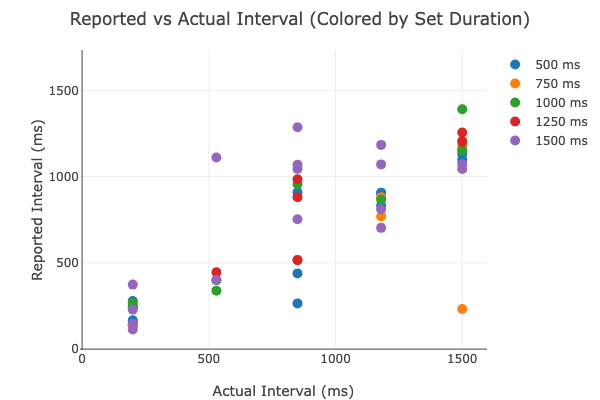 Reported vs Actual Interval (Colored by Set Duration)
500 ms
750 ms
1000 ms
1250 ms
1500 ms
Reported Interval (ms)
1500
1000
500
0
0
500
1000
1500
Actual Interval (ms)